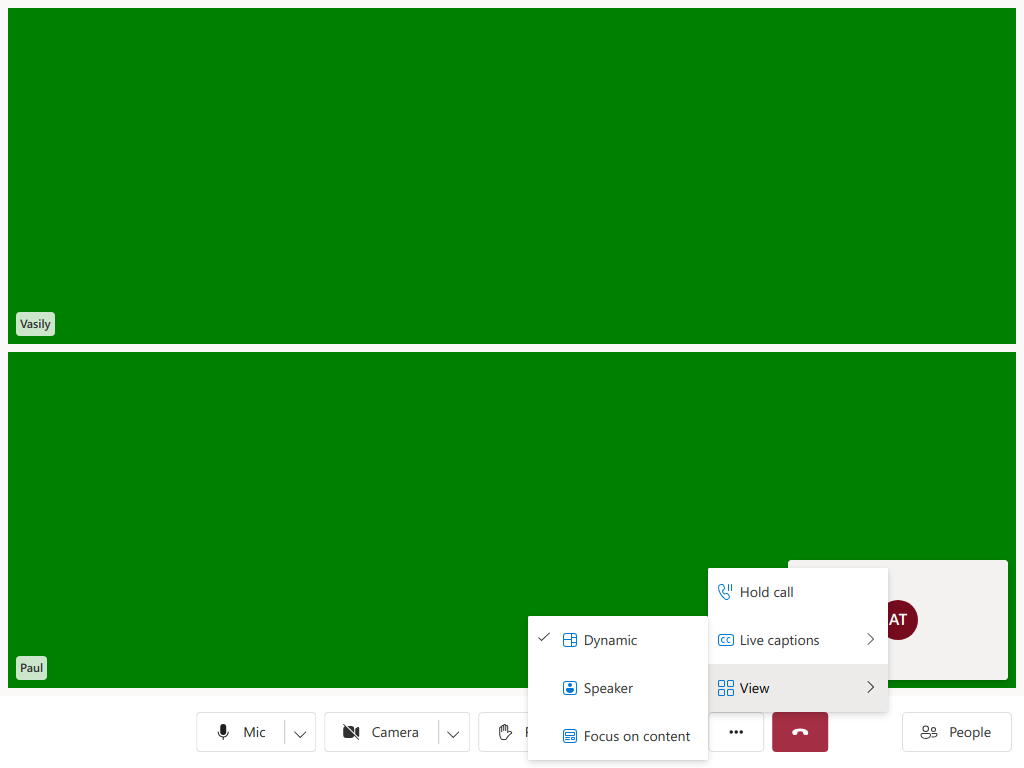 Vasily
Paul
AT
Hold call
Live captions
View
Dynamic
Speaker
Focus on content
Mic
Camera
People